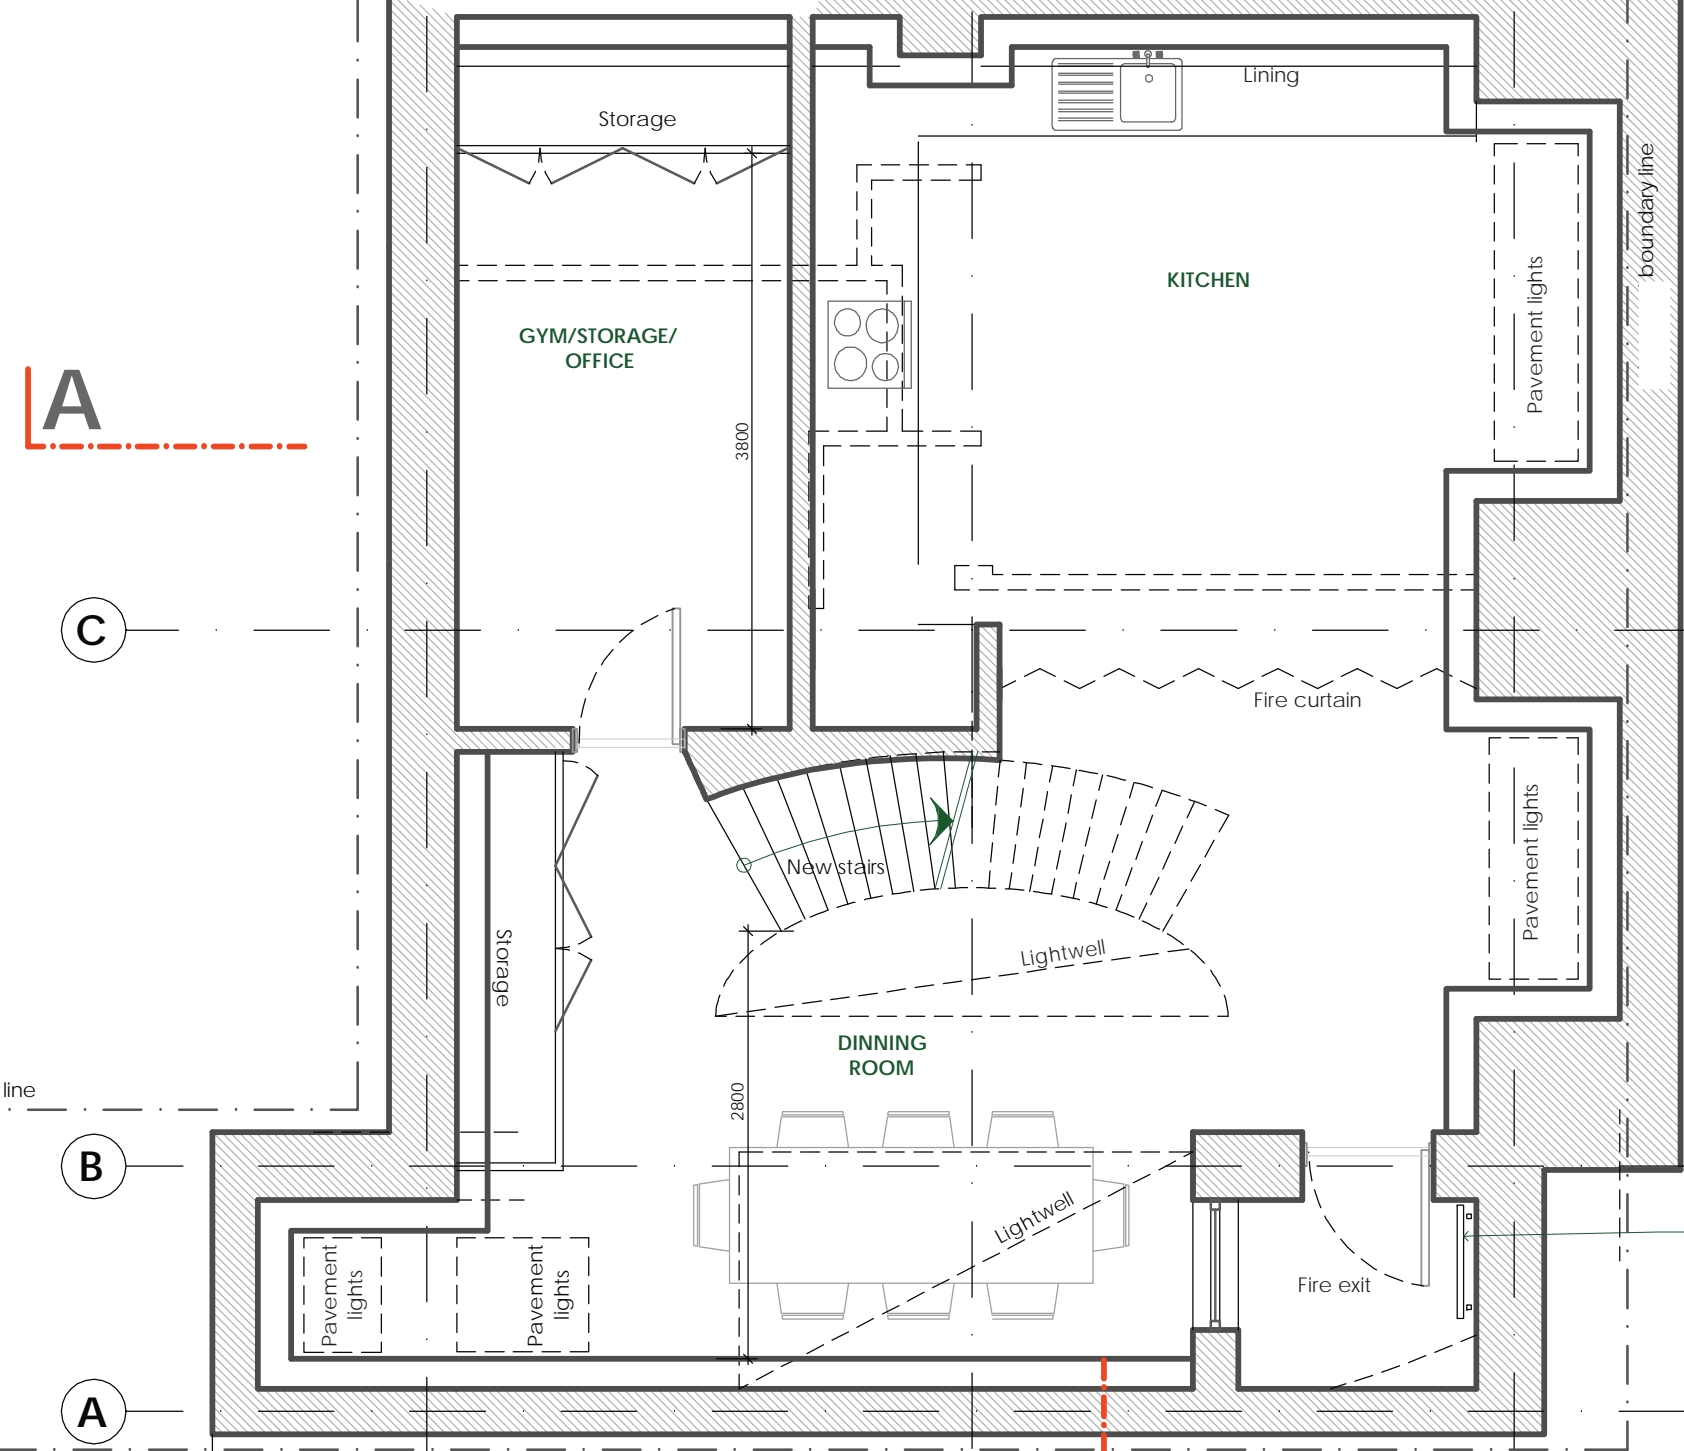 Lining
Storage
boundary line
KITCHEN
Pavement lights
GYM/STORAGE/
OFFICE
A
3800
C
Fire curtain
New stairs
Pavement lights
Storage
Lightwell
DINNING
ROOM
line
2800
B
Lightwell
Fire exit
Pavement
lights
Pavement
lights
A